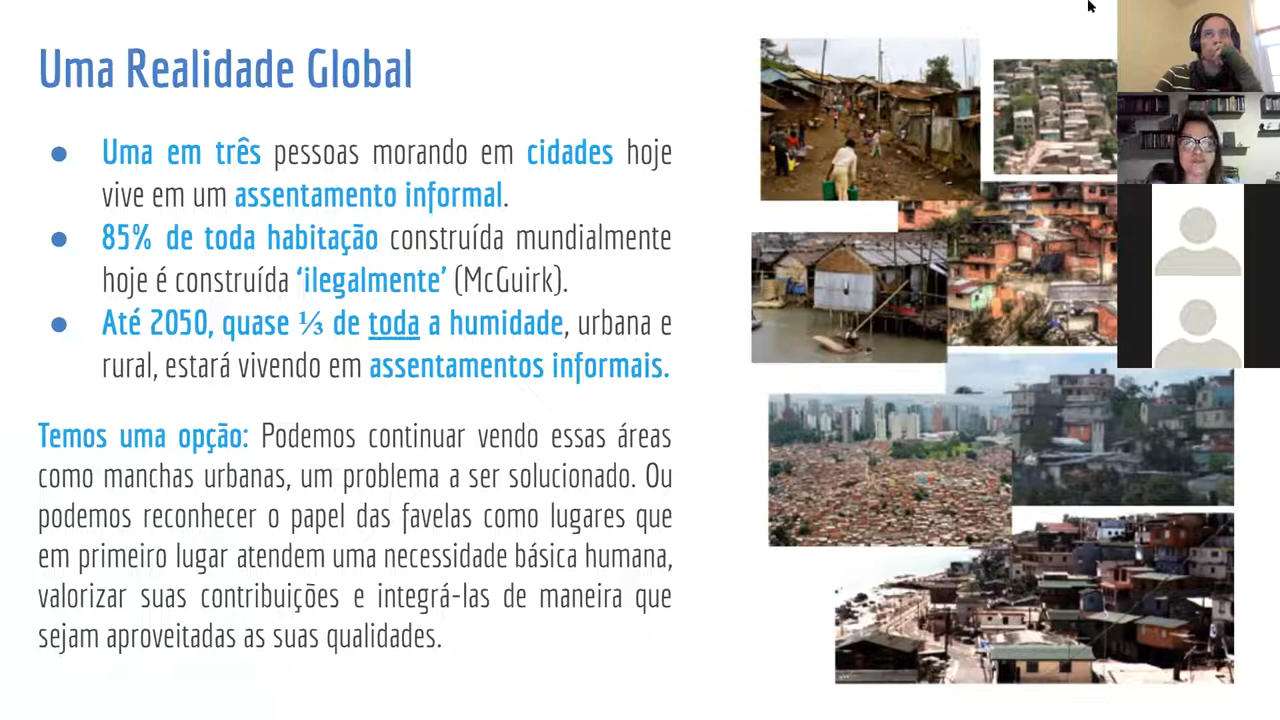 Uma Realidade Global
● Uma em três pessoas morando em cidades hoje
vive em um assentamento informal.
● 85% de toda habitação construída mundialmente
hoje é construída ‘ilegalmente’ (McGuirk).
● Até 2050, quase ⅓ de toda a humidade, urbana e
rural, estará vivendo em assentamentos informais.
Temos uma opção: Podemos continuar vendo essas áreas
como manchas urbanas, um problema a ser solucionado. Ou
podemos reconhecer o papel das favelas como lugares que
em primeiro lugar atendem uma necessidade básica humana,
valorizar suas contribuições e integrá-las de maneira que
sejam aproveitadas as suas qualidades.